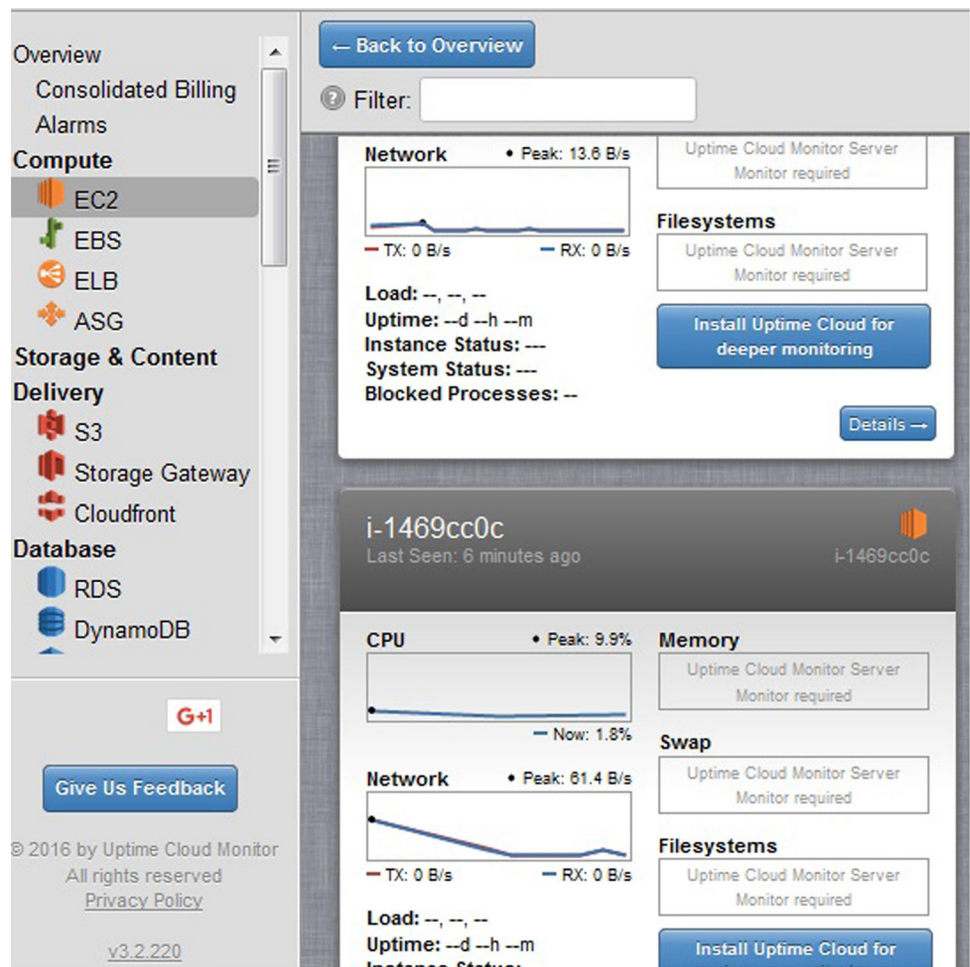 Overview
Consolidated Billing
Alarms
Compute
EC2
EBS
ELB
ASG
Storage & Content
Delivery
S3
Storage Gateway
Cloudfront
Database
RDS
DynamoDB
G+1
Give Us Feedback
© 2016 by Uptime Cloud Monitor
All rights reserved
Privacy Policy
v3.2.220
← Back to Overview
? Filter:
Network • Peak: 13.6 B/s
TX: 0 B/s RX: 0 B/s
Load: --, --, --
Uptime: --d --h --m
Instance Status: ---
System Status: ---
Blocked Processes: --
Uptime Cloud Monitor Server
Monitor required
Filesystems
Uptime Cloud Monitor Server
Monitor required
Install Uptime Cloud for
deeper monitoring
Details →
i-1469cc0c
Last Seen: 6 minutes ago
i-1469cc0c
CPU • Peak: 9.9%
Now: 1.8%
Network • Peak: 61.4 B/s
TX: 0 B/s RX: 0 B/s
Load: --, --, --
Uptime: --d --h --m
Instance Status:
Memory
Uptime Cloud Monitor Server
Monitor required
Swap
Uptime Cloud Monitor Server
Monitor required
Filesystems
Uptime Cloud Monitor Server
Monitor required
Install Uptime Cloud for